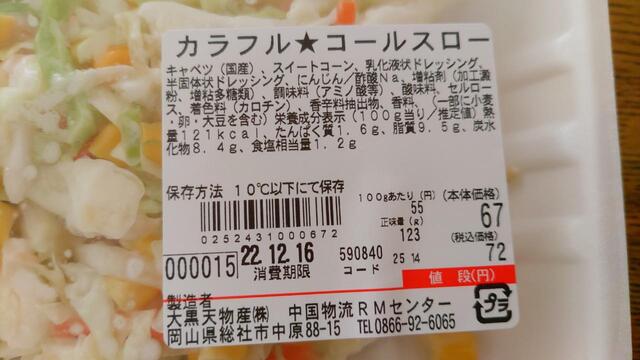 カラフル★コールスロー
キャベツ(国産)、スイートコーン、乳化液状ドレッシング、
半固体状ドレッシング、にんじん/酢酸Na、増粘剤(加工澱
粉、増粘多糖類)、調味料(アミノ酸等)、酸味料、セルロー
ス、着色料(カロチン)、香辛料抽出物、香料、(一部に小麦
・卵・大豆を含む)栄養成分表示(100g当り/推定値)熱
量121kcal、たんぱく質1.6g、脂質9.5g、炭水
化物8.4g、食塩相当量1.2g
保存方法 10℃以下にて保存
100gあたり(円)
55
(本体価格)
67
正味量(g)
123
(税込価格)
72
0252431000672
000015
22.12.16
消費期限
590840
コード
25 14
値 段(円)
製造者
大黒天物産(株) 中国物流RMセンター
岡山県総社市中原88-15 TEL0866-92-6065
プラ